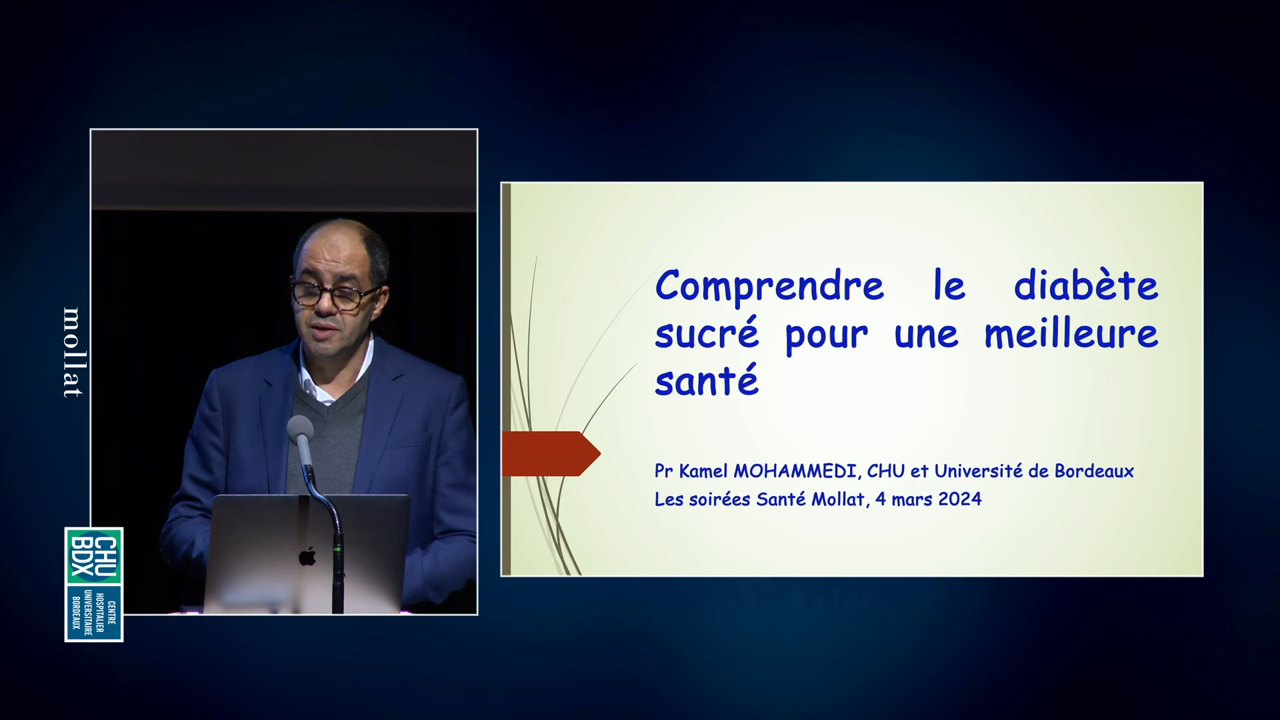 mollat
CHU
BDX
CENTRE
HOSPITALIER
UNIVERSITAIRE
BORDEAUX
Comprendre le diabète
sucré pour une meilleure
santé
Pr Kamel MOHAMMEDI, CHU et Université de Bordeaux
Les soirées Santé Mollat, 4 mars 2024